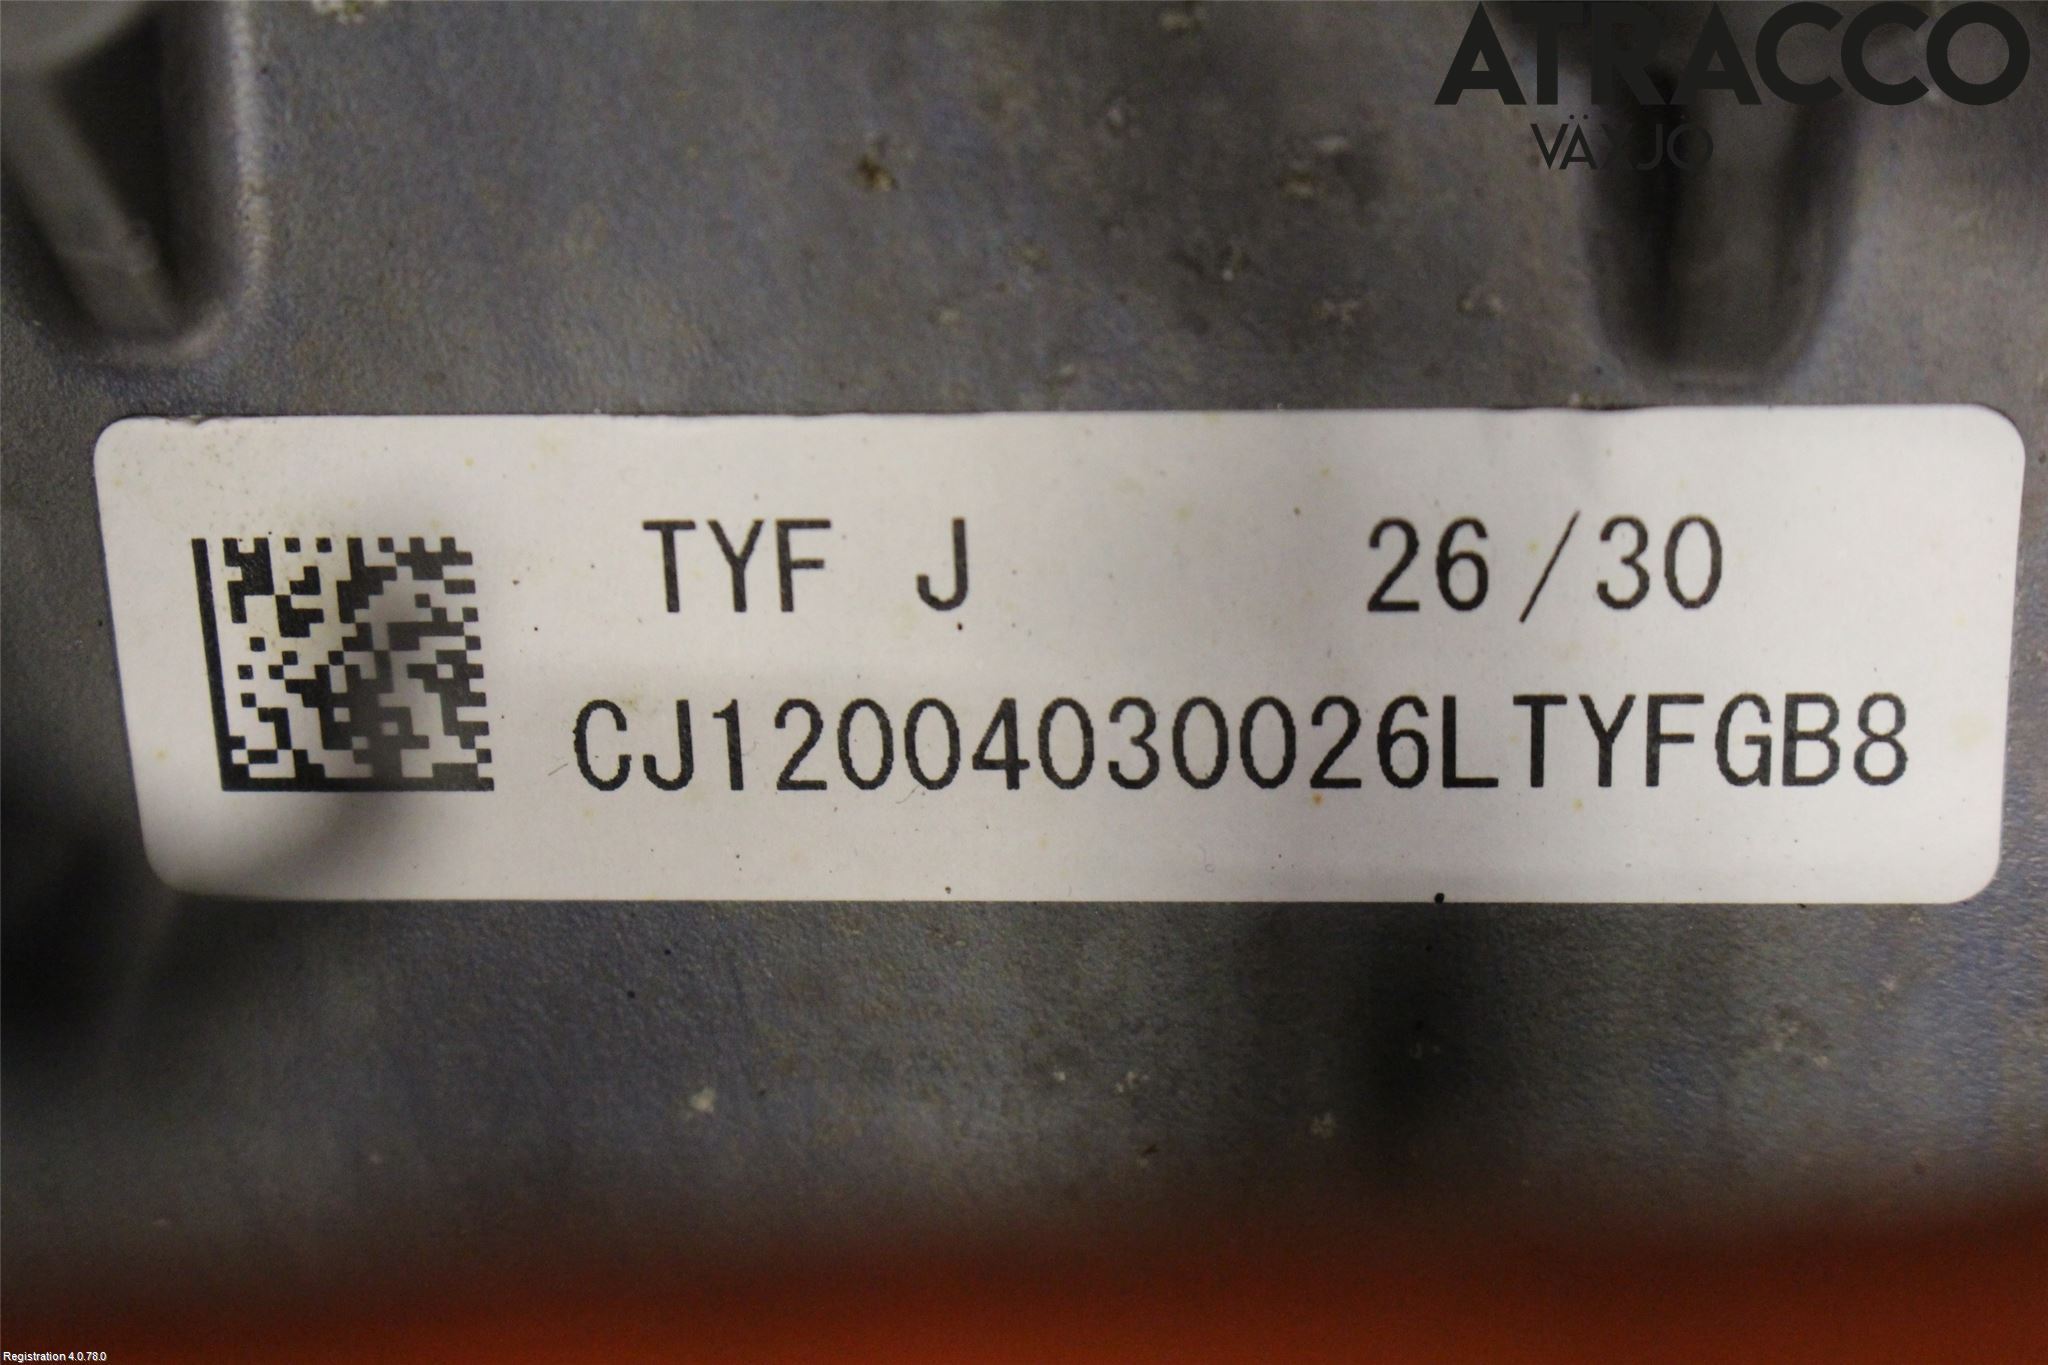 ATRACCO
VÄXJÖ
TYF J 26/30
CJ12004030026LTYFGB8
Registration 4.0.78.0